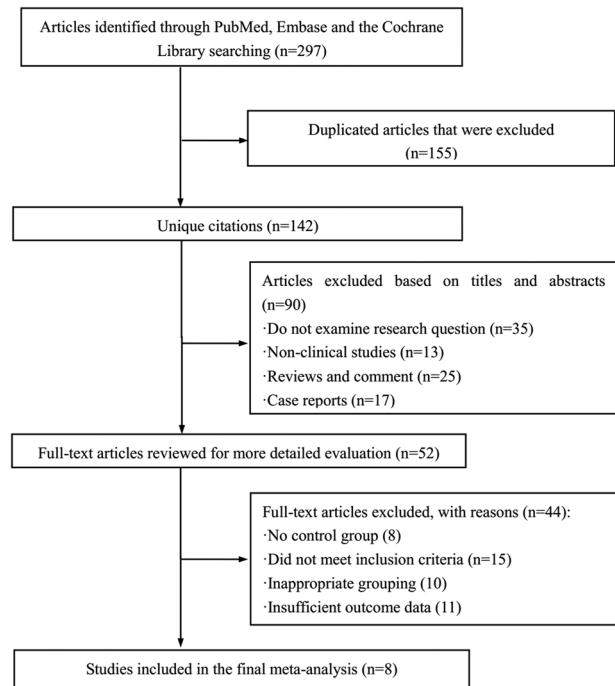 Articles identified through PubMed, Embase and the Cochrane
Library searching (n=297)
Duplicated articles that were excluded
(n=155)
Unique citations (n=142)
Articles excluded based on titles and abstracts
(n=90)
·Do not examine research question (n=35)
·Non-clinical studies (n=13)
·Reviews and comment (n=25)
·Case reports (n=17)
Full-text articles reviewed for more detailed evaluation (n=52)
Full-text articles excluded, with reasons (n=44):
·No control group (8)
·Did not meet inclusion criteria (n=15)
·Inappropriate grouping (10)
·Insufficient outcome data (11)
Studies included in the final meta-analysis (n=8)